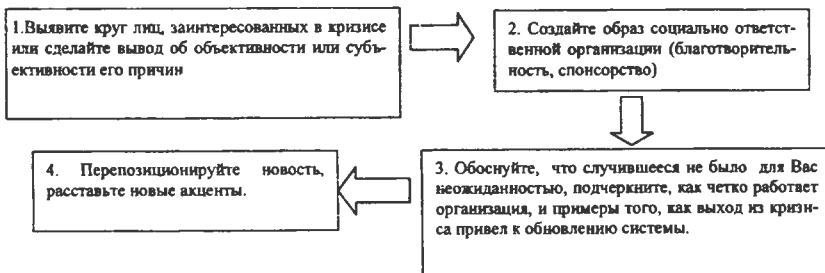 1.Выявите круг лиц, заинтересованных в кризисе
или сделайте вывод об объективности или субъ-
ективности его причин
2. Создайте образ социально ответст-
венной организации (благотворитель-
ность, спонсорство)
3. Обоснуйте, что случившееся не было для Вас
неожиданностью, подчеркните, как четко работает
организация, и примеры того, как выход из кризи-
са привел к обновлению системы.
4. Перепозиционируйте новость,
расставьте новые акценты.